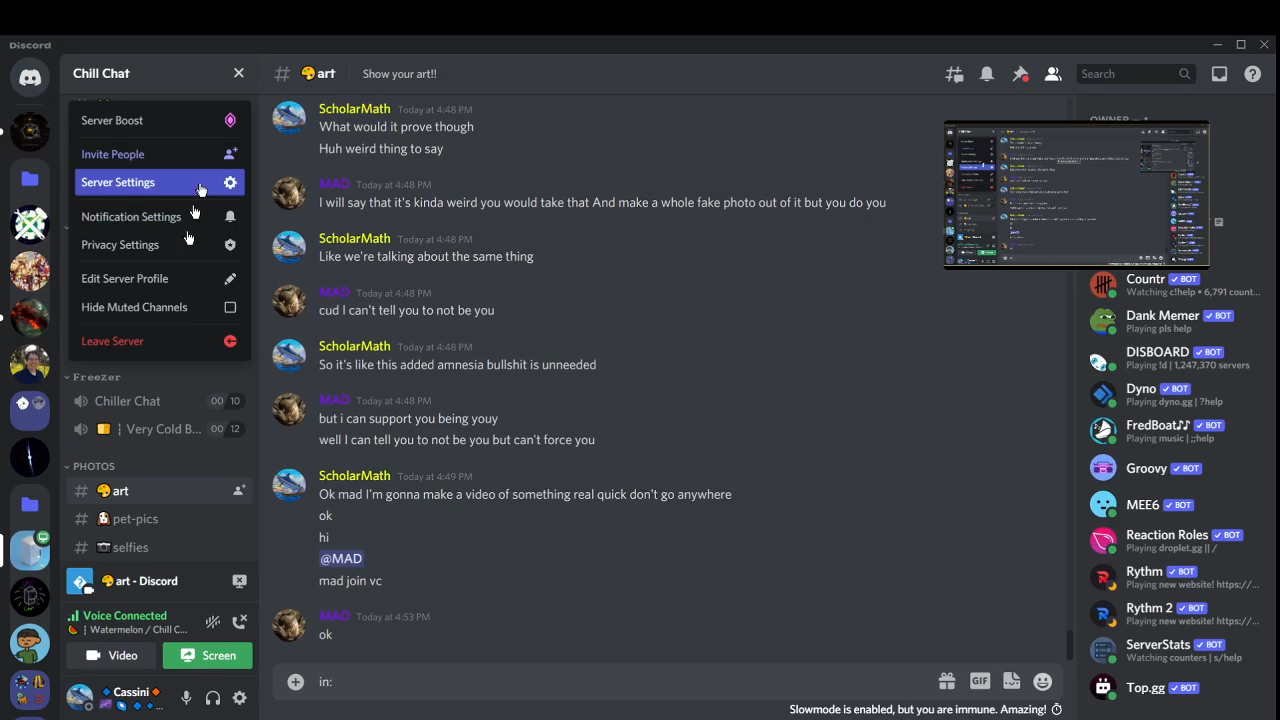 Discord
Chill Chat
Server Boost
Invite People
Server Settings
Notification Settings
Privacy Settings
Edit Server Profile
Hide Muted Channels
Leave Server
Freezer
Chiller Chat 00 10
┆Very Cold B... 00 12
PHOTOS
# art
# pet-pics
# selfies
art - Discord
Voice Connected
┆ Watermelon / Chill C...
Video Screen
Cassini
# art Show your art!!
Search
ScholarMath Today at 4:48 PM
What would it prove though
Huh weird thing to say
MAD Today at 4:48 PM
I will say that it's kinda weird you would take that And make a whole fake photo out of it but you do you
ScholarMath Today at 4:48 PM
Like we're talking about the same thing
MAD Today at 4:48 PM
cud I can't tell you to not be you
ScholarMath Today at 4:48 PM
So it's like this added amnesia bullshit is unneeded
MAD Today at 4:48 PM
but i can support you being youy
well I can tell you to not be you but can't force you
ScholarMath Today at 4:49 PM
Ok mad I'm gonna make a video of something real quick don't go anywhere
ok
hi
@MAD
mad join vc
MAD Today at 4:53 PM
ok
in:
GIF
Slowmode is enabled, but you are immune. Amazing!
Countr ✓ BOT
Watching c!help • 6,791 count...
Dank Memer ✓ BOT
Playing pls help
DISBOARD ✓ BOT
Playing !d | 1,247,370 servers
Dyno ✓ BOT
Playing dyno.gg | ?help
FredBoat♪♪ ✓ BOT
Playing music | ;;help
Groovy ✓ BOT
MEE6 ✓ BOT
Reaction Roles ✓ BOT
Playing droplet.gg || /
Rythm ✓ BOT
Playing new website! https://...
Rythm 2 ✓ BOT
Playing new website! https://...
ServerStats ✓ BOT
Watching counters | s/help
Top.gg ✓ BOT